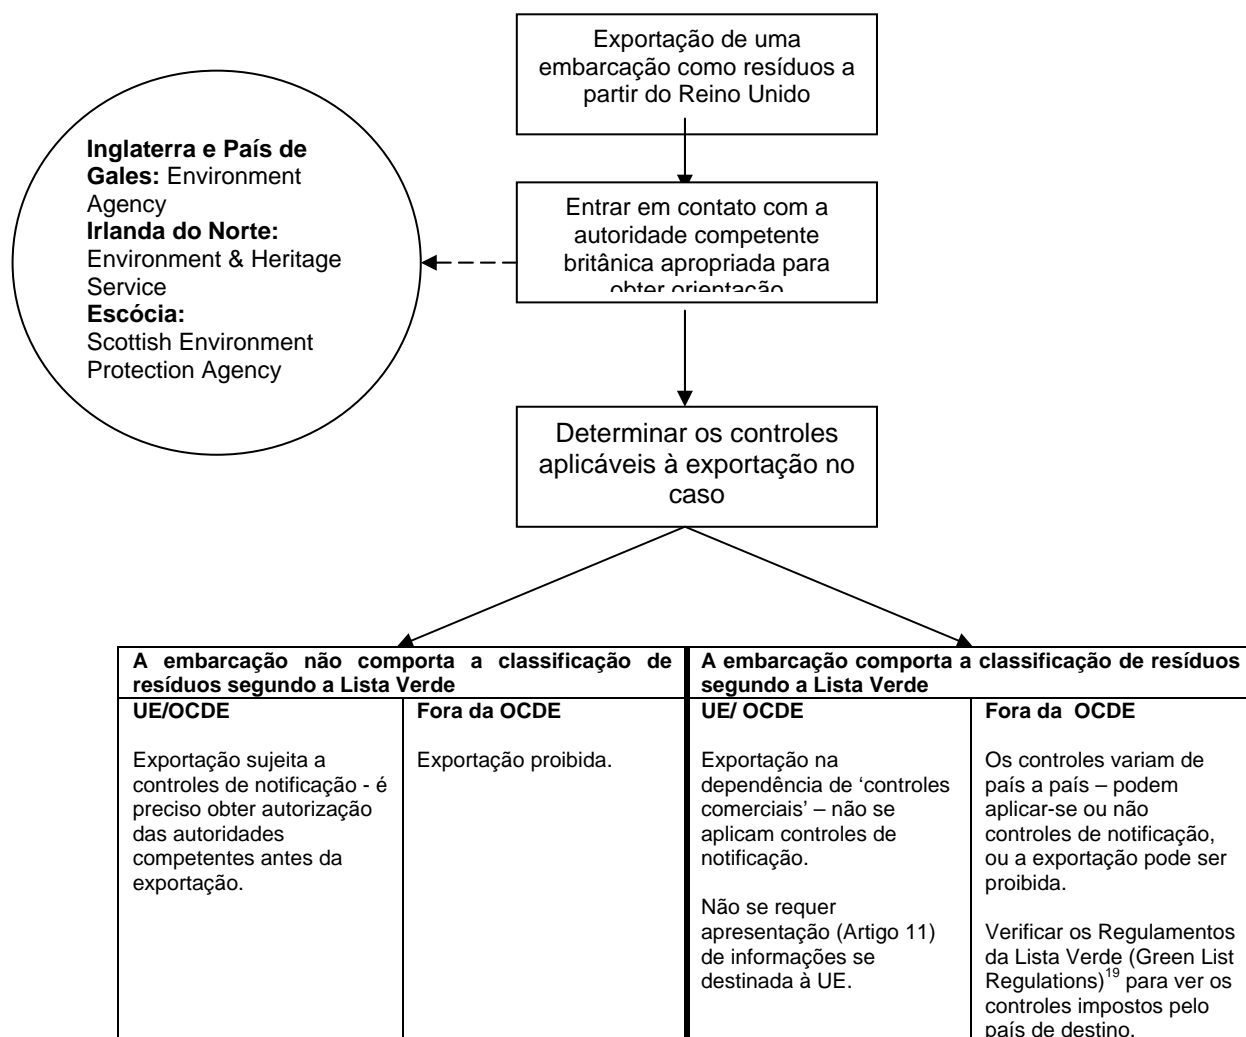 Exportação de uma
embarcação como resíduos a
partir do Reino Unido
Inglaterra e País de
Gales: Environment
Agency
Irlanda do Norte:
Environment & Heritage
Service
Escócia:
Scottish Environment
Protection Agency
Entrar em contato com a
autoridade competente
britânica apropriada para
obter orientação
Determinar os controles
aplicáveis à exportação no
caso
A embarcação não comporta a classificação de
resíduos segundo a Lista Verde
UE/OCDE
Exportação sujeita a
controles de notificação - é
preciso obter autorização
das autoridades
competentes antes da
exportação.
Fora da OCDE
Exportação proibida.
A embarcação comporta a classificação de resíduos
segundo a Lista Verde
UE/ OCDE
Exportação na
dependência de ‘controles
comerciais’ – não se
aplicam controles de
notificação.
Não se requer
apresentação (Artigo 11)
de informações se
destinada à UE.
Fora da OCDE
Os controles variam de
país a país – podem
aplicar-se ou não
controles de notificação,
ou a exportação pode ser
proibida.
Verificar os Regulamentos
da Lista Verde (Green List
Regulations)19 para ver os
controles impostos pelo
país de destino.